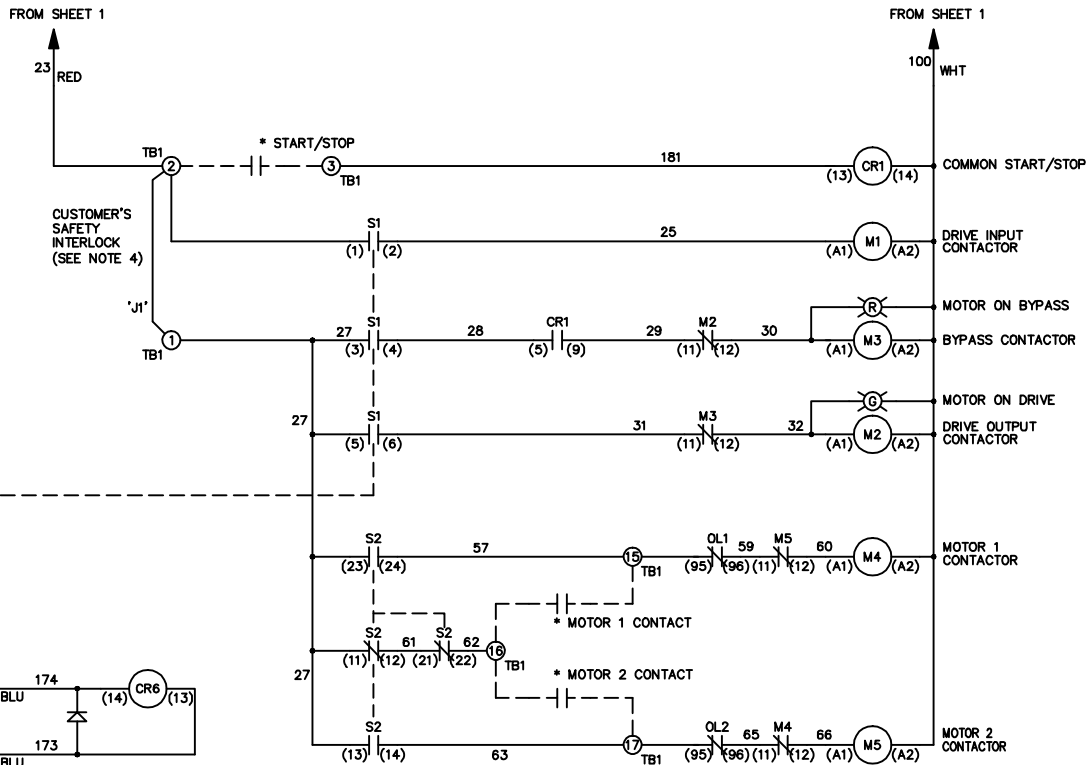 FROM SHEET 1
FROM SHEET 1
23
RED
100
WHT
TB1
2
* START/STOP
3
TB1
181
CR1
(13)
(14)
COMMON START/STOP
CUSTOMER'S
SAFETY
INTERLOCK
(SEE NOTE 4)
S1
(1)
(2)
25
M1
(A1)
(A2)
DRIVE INPUT
CONTACTOR
'J1'
R
MOTOR ON BYPASS
TB1
1
27
S1
(3)
(4)
28
CR1
(5)
(9)
29
M2
(11)
(12)
30
M3
(A1)
(A2)
BYPASS CONTACTOR
G
MOTOR ON DRIVE
27
S1
(5)
(6)
31
M3
(11)
(12)
32
M2
(A1)
(A2)
DRIVE OUTPUT
CONTACTOR
S2
(23)
(24)
57
15
TB1
OL1
(95)
(96)
59
M5
(11)
(12)
60
M4
(A1)
(A2)
MOTOR 1
CONTACTOR
* MOTOR 1 CONTACT
S2
(11)
(12)
61
S2
(21)
(22)
62
16
TB1
* MOTOR 2 CONTACT
27
174
BLU
(14)
CR6
(13)
173
BLU
S2
(13)
(14)
63
17
TB1
OL2
(95)
(96)
65
M4
(11)
(12)
66
M5
(A1)
(A2)
MOTOR 2
CONTACTOR